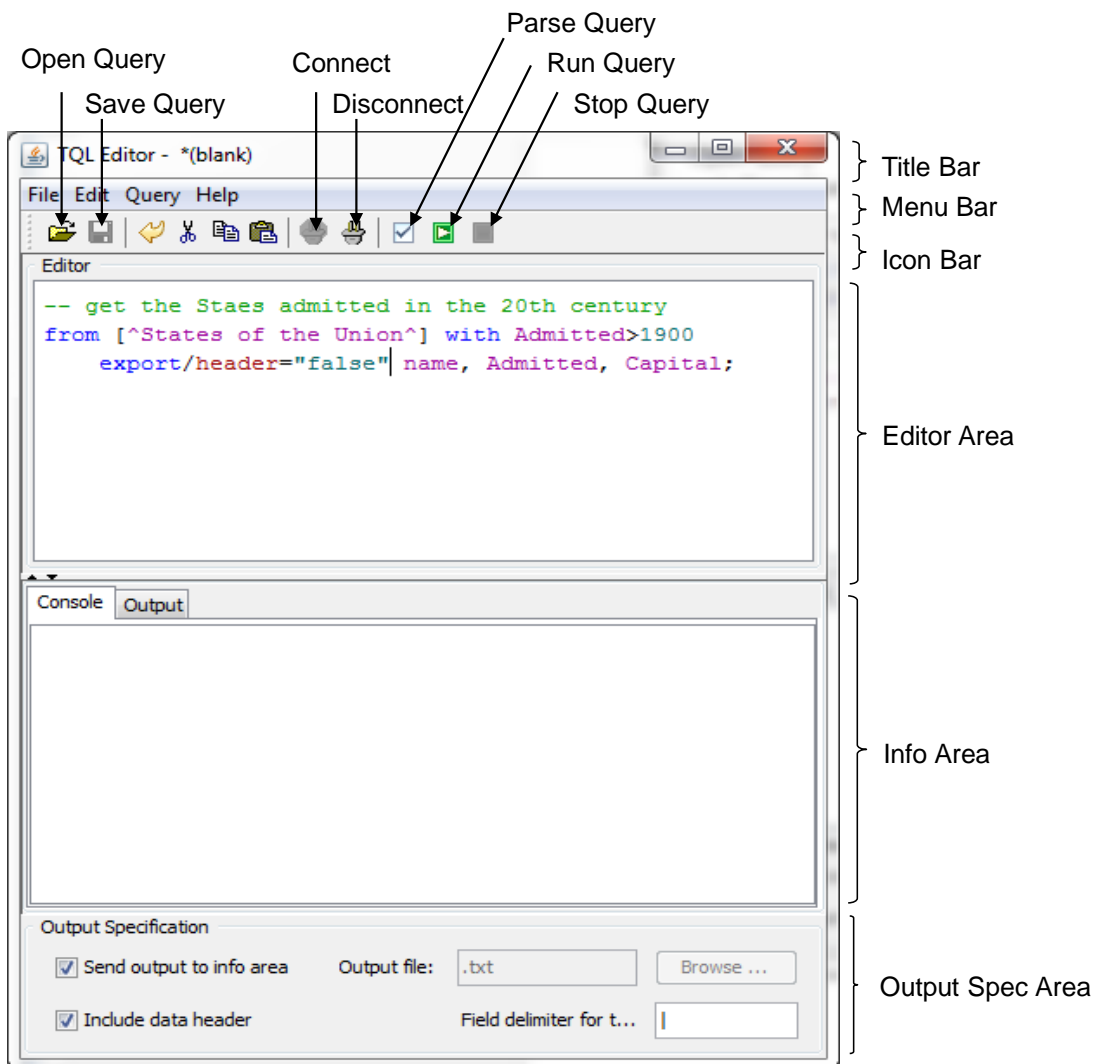 Parse Query
Open Query Connect Run Query
Save Query Disconnect Stop Query
TQL Editor - *(blank)
Title Bar
File Edit Query Help
Menu Bar
Icon Bar
Editor
-- get the Staes admitted in the 20th century
from [^States of the Union^] with Admitted>1900
export/header="false" name, Admitted, Capital;
Editor Area
Console Output
Info Area
Output Specification
Send output to info area Output file: .txt Browse ...
Output Spec Area
Include data header Field delimiter for t... |